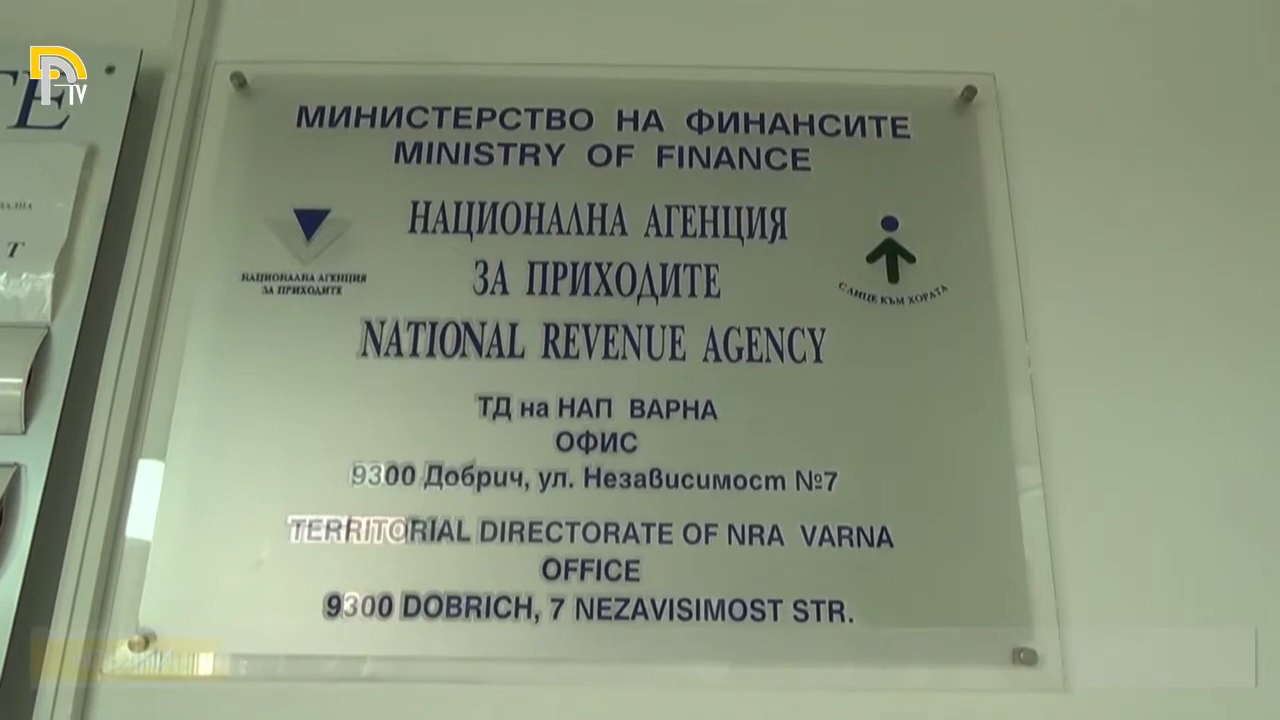 TV
TE
МИНИСТЕРСТВО НА ФИНАНСИТЕ
MINISTRY OF FINANCE
НАЦИОНАЛНА АГЕНЦИЯ
ЗА ПРИХОДИТЕ
NATIONAL REVENUE AGENCY
НАЦИОНАЛНА АГЕНЦИЯ
ЗА ПРИХОДИТЕ
С ЛИЦЕ КЪМ ХОРАТА
ТД на НАП ВАРНА
ОФИС
9300 Добрич, ул. Независимост №7
TERRITORIAL DIRECTORATE OF NRA VARNA
OFFICE
9300 DOBRICH, 7 NEZAVISIMOST STR.